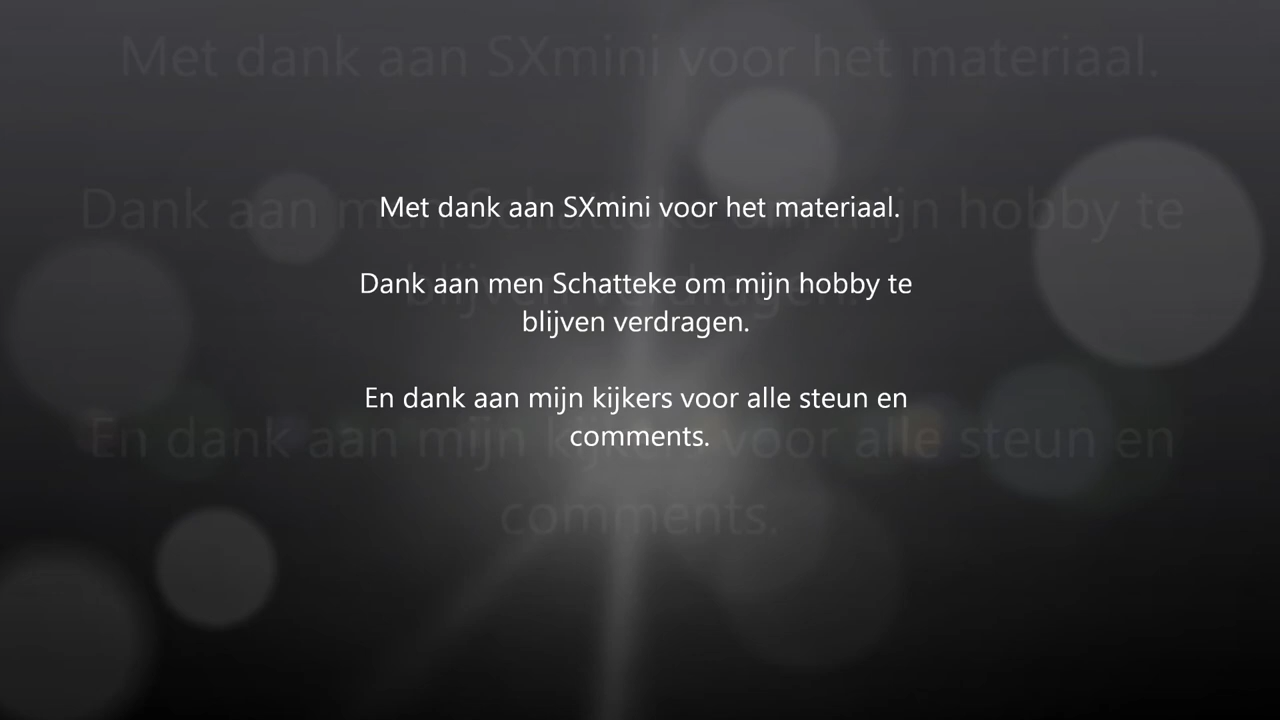 Met dank aan SXmini voor het materiaal.
Dank aan men Schatteke om mijn hobby te
blijven verdragen.
En dank aan mijn kijkers voor alle steun en
comments.